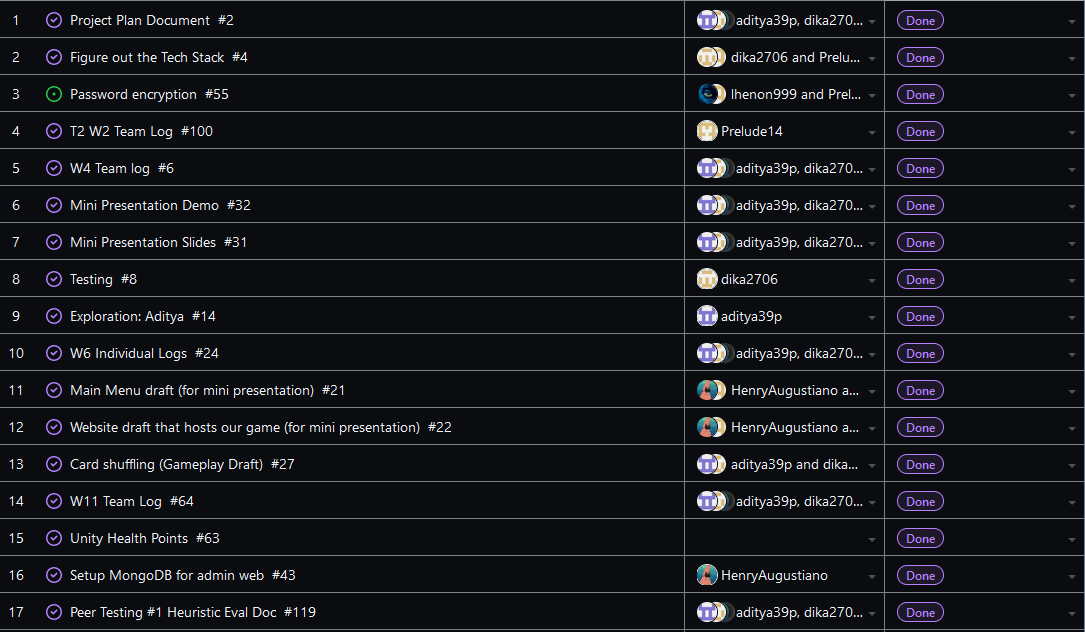 1 Project Plan Document #2 aditya39p, dika270... Done
2 Figure out the Tech Stack #4 dika2706 and Prelu... Done
3 Password encryption #55 lhenon999 and Prel... Done
4 T2 W2 Team Log #100 Prelude14 Done
5 W4 Team log #6 aditya39p, dika270... Done
6 Mini Presentation Demo #32 aditya39p, dika270... Done
7 Mini Presentation Slides #31 aditya39p, dika270... Done
8 Testing #8 dika2706 Done
9 Exploration: Aditya #14 aditya39p Done
10 W6 Individual Logs #24 aditya39p, dika270... Done
11 Main Menu draft (for mini presentation) #21 HenryAugustiano a... Done
12 Website draft that hosts our game (for mini presentation) #22 HenryAugustiano a... Done
13 Card shuffling (Gameplay Draft) #27 aditya39p and dika... Done
14 W11 Team Log #64 aditya39p, dika270... Done
15 Unity Health Points #63 Done
16 Setup MongoDB for admin web #43 HenryAugustiano Done
17 Peer Testing #1 Heuristic Eval Doc #119 aditya39p, dika270... Done